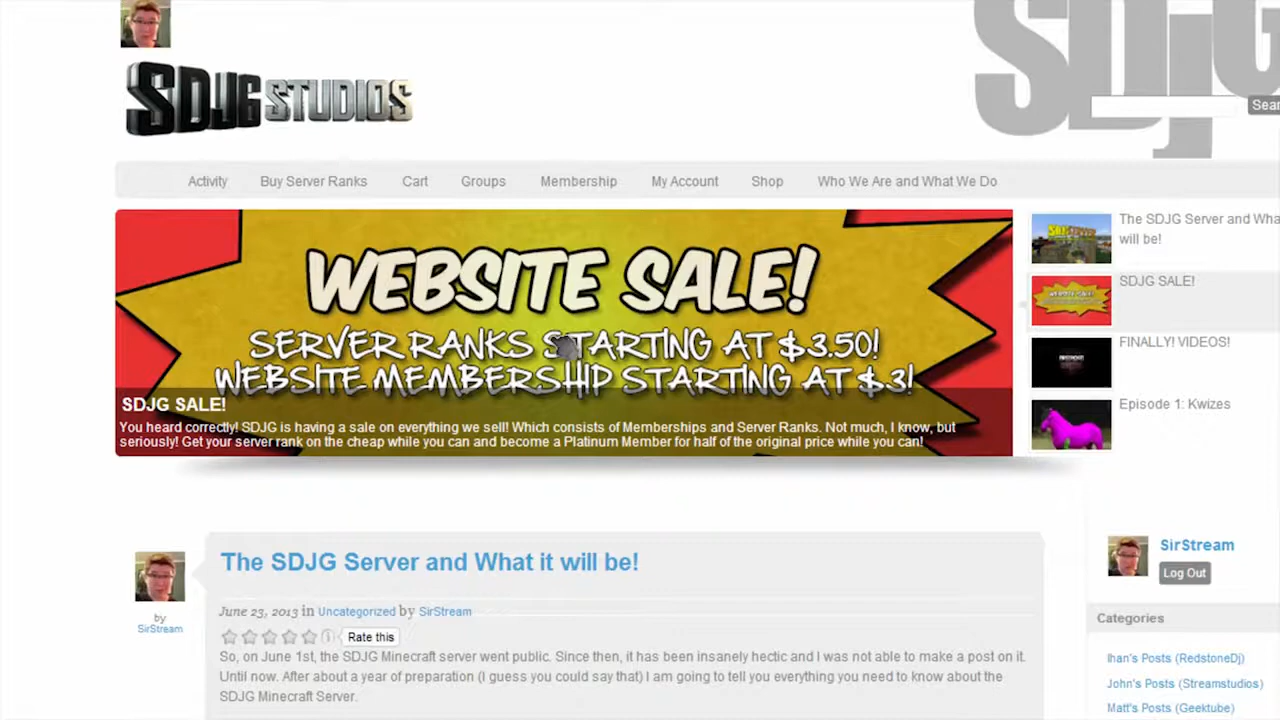 SDJG STUDIOS
SDJG
Sear
Activity Buy Server Ranks Cart Groups Membership My Account Shop Who We Are and What We Do
WEBSITE SALE!
SERVER RANKS STARTING AT $3.50!
WEBSITE MEMBERSHIP STARTING AT $3!
SDJG SALE!
You heard correctly! SDJG is having a sale on everything we sell! Which consists of Memberships and Server Ranks. Not much, I know, but
seriously! Get your server rank on the cheap while you can and become a Platinum Member for half of the original price while you can!
The SDJG Server and Wha
will be!
SDJG SALE!
FINALLY! VIDEOS!
Episode 1: Kwizes
by
SirStream
The SDJG Server and What it will be!
June 23, 2013 in Uncategorized by SirStream
Rate this
So, on June 1st, the SDJG Minecraft server went public. Since then, it has been insanely hectic and I was not able to make a post on it.
Until now. After about a year of preparation (I guess you could say that) I am going to tell you everything you need to know about the
SDJG Minecraft Server.
SirStream
Log Out
Categories
Ihan's Posts (RedstoneDj)
John's Posts (Streamstudios)
Matt's Posts (Geektube)